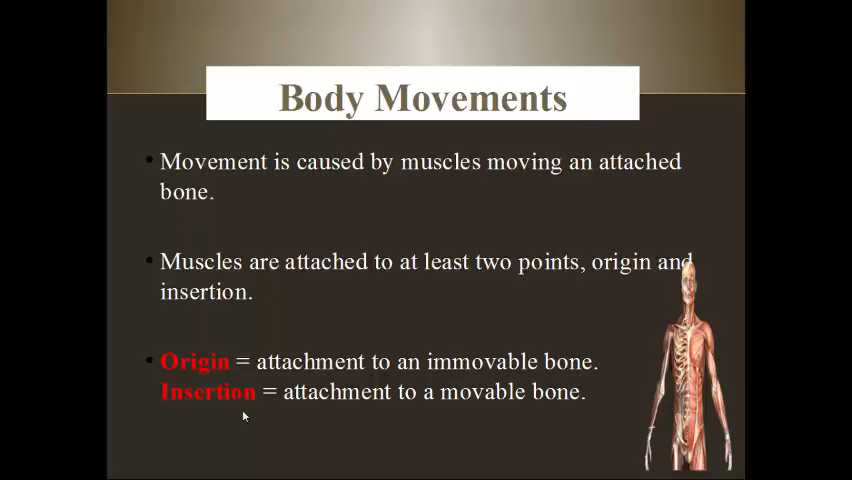 Body Movements
• Movement is caused by muscles moving an attached
bone.
• Muscles are attached to at least two points, origin and
insertion.
• Origin = attachment to an immovable bone.
Insertion = attachment to a movable bone.